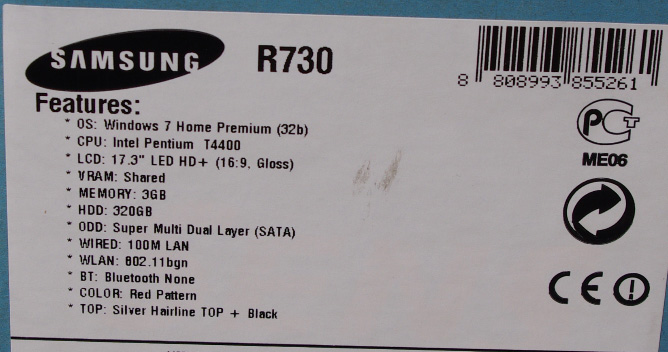 SAMSUNG R730
8 808993 855261
Features:
* OS: Windows 7 Home Premium (32b)
* CPU: Intel Pentium T4400
* LCD: 17.3" LED HD+ (16:9, Gloss)
* VRAM: Shared
* MEMORY: 3GB
* HDD: 320GB
* ODD: Super Multi Dual Layer (SATA)
* WIRED: 100M LAN
* WLAN: 802.11bgn
* BT: Bluetooth None
* COLOR: Red Pattern
* TOP: Silver Hairline TOP + Black
РСТ
ME06
CE